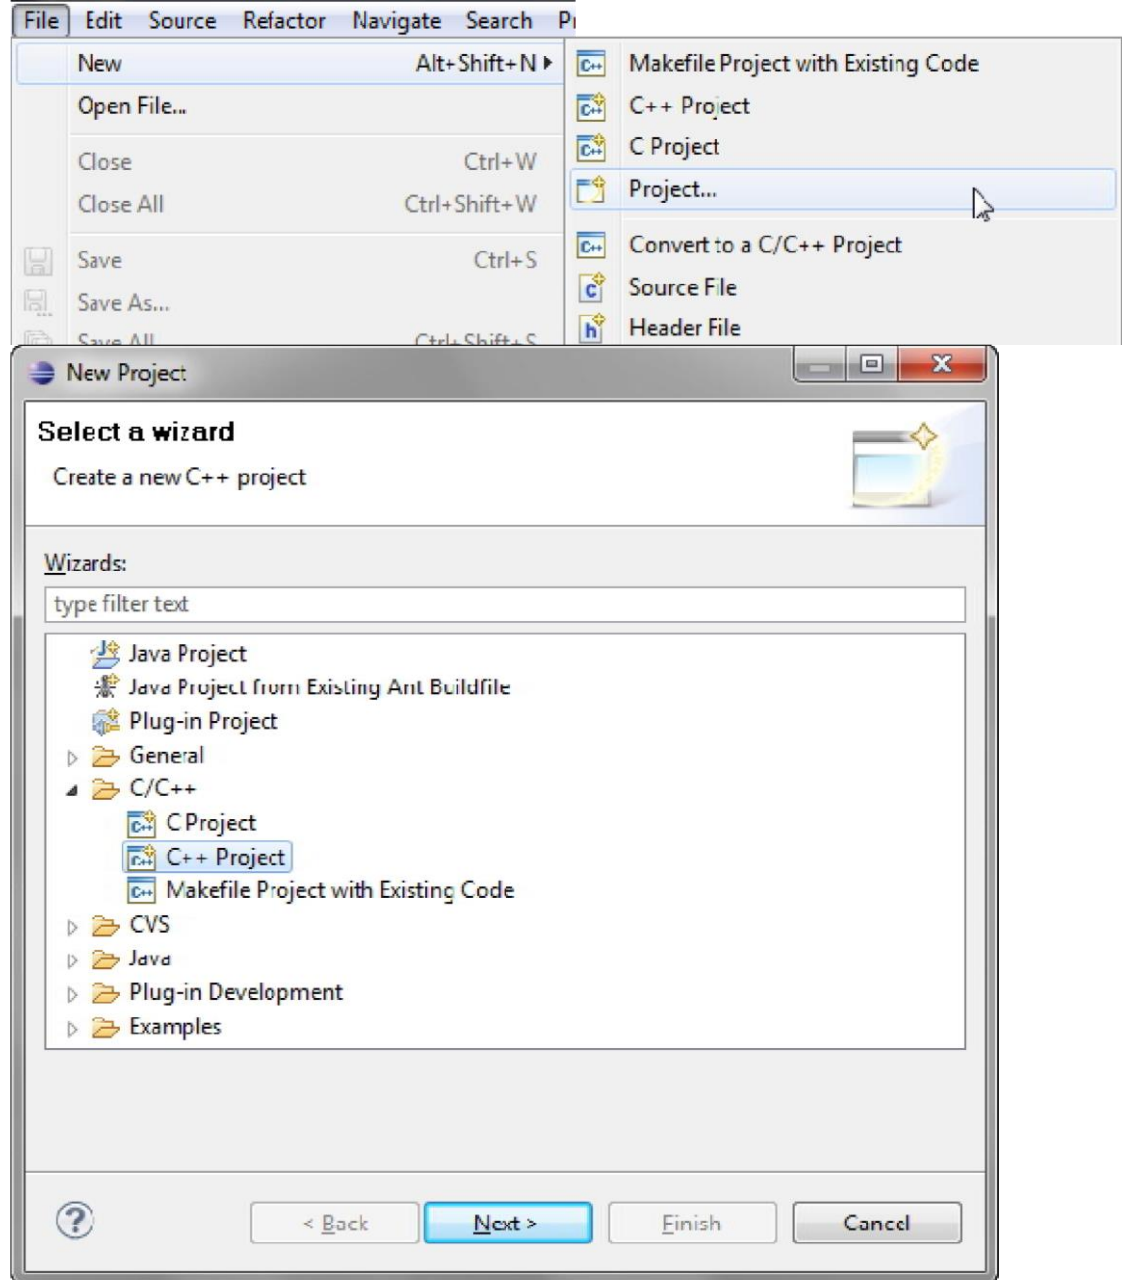 File Edit Source Refactor Navigate Search
New Alt+Shift+N
Open File...
Close Ctrl+W
Close All Ctrl+Shift+W
Save Ctrl+S
Save As...
Save All Ctrl+Shift+S
Makefile Project with Existing Code
C++ Project
C Project
Project...
Convert to a C/C++ Project
Source File
Header File
New Project
Select a wizard
Create a new C++ project
Wizards:
type filter text
Java Project
Java Project from Existing Ant Buildfile
Plug-in Project
General
C/C++
C Project
C++ Project
Makefile Project with Existing Code
CVS
Java
Plug-in Development
Examples
< Back Next > Finish Cancel